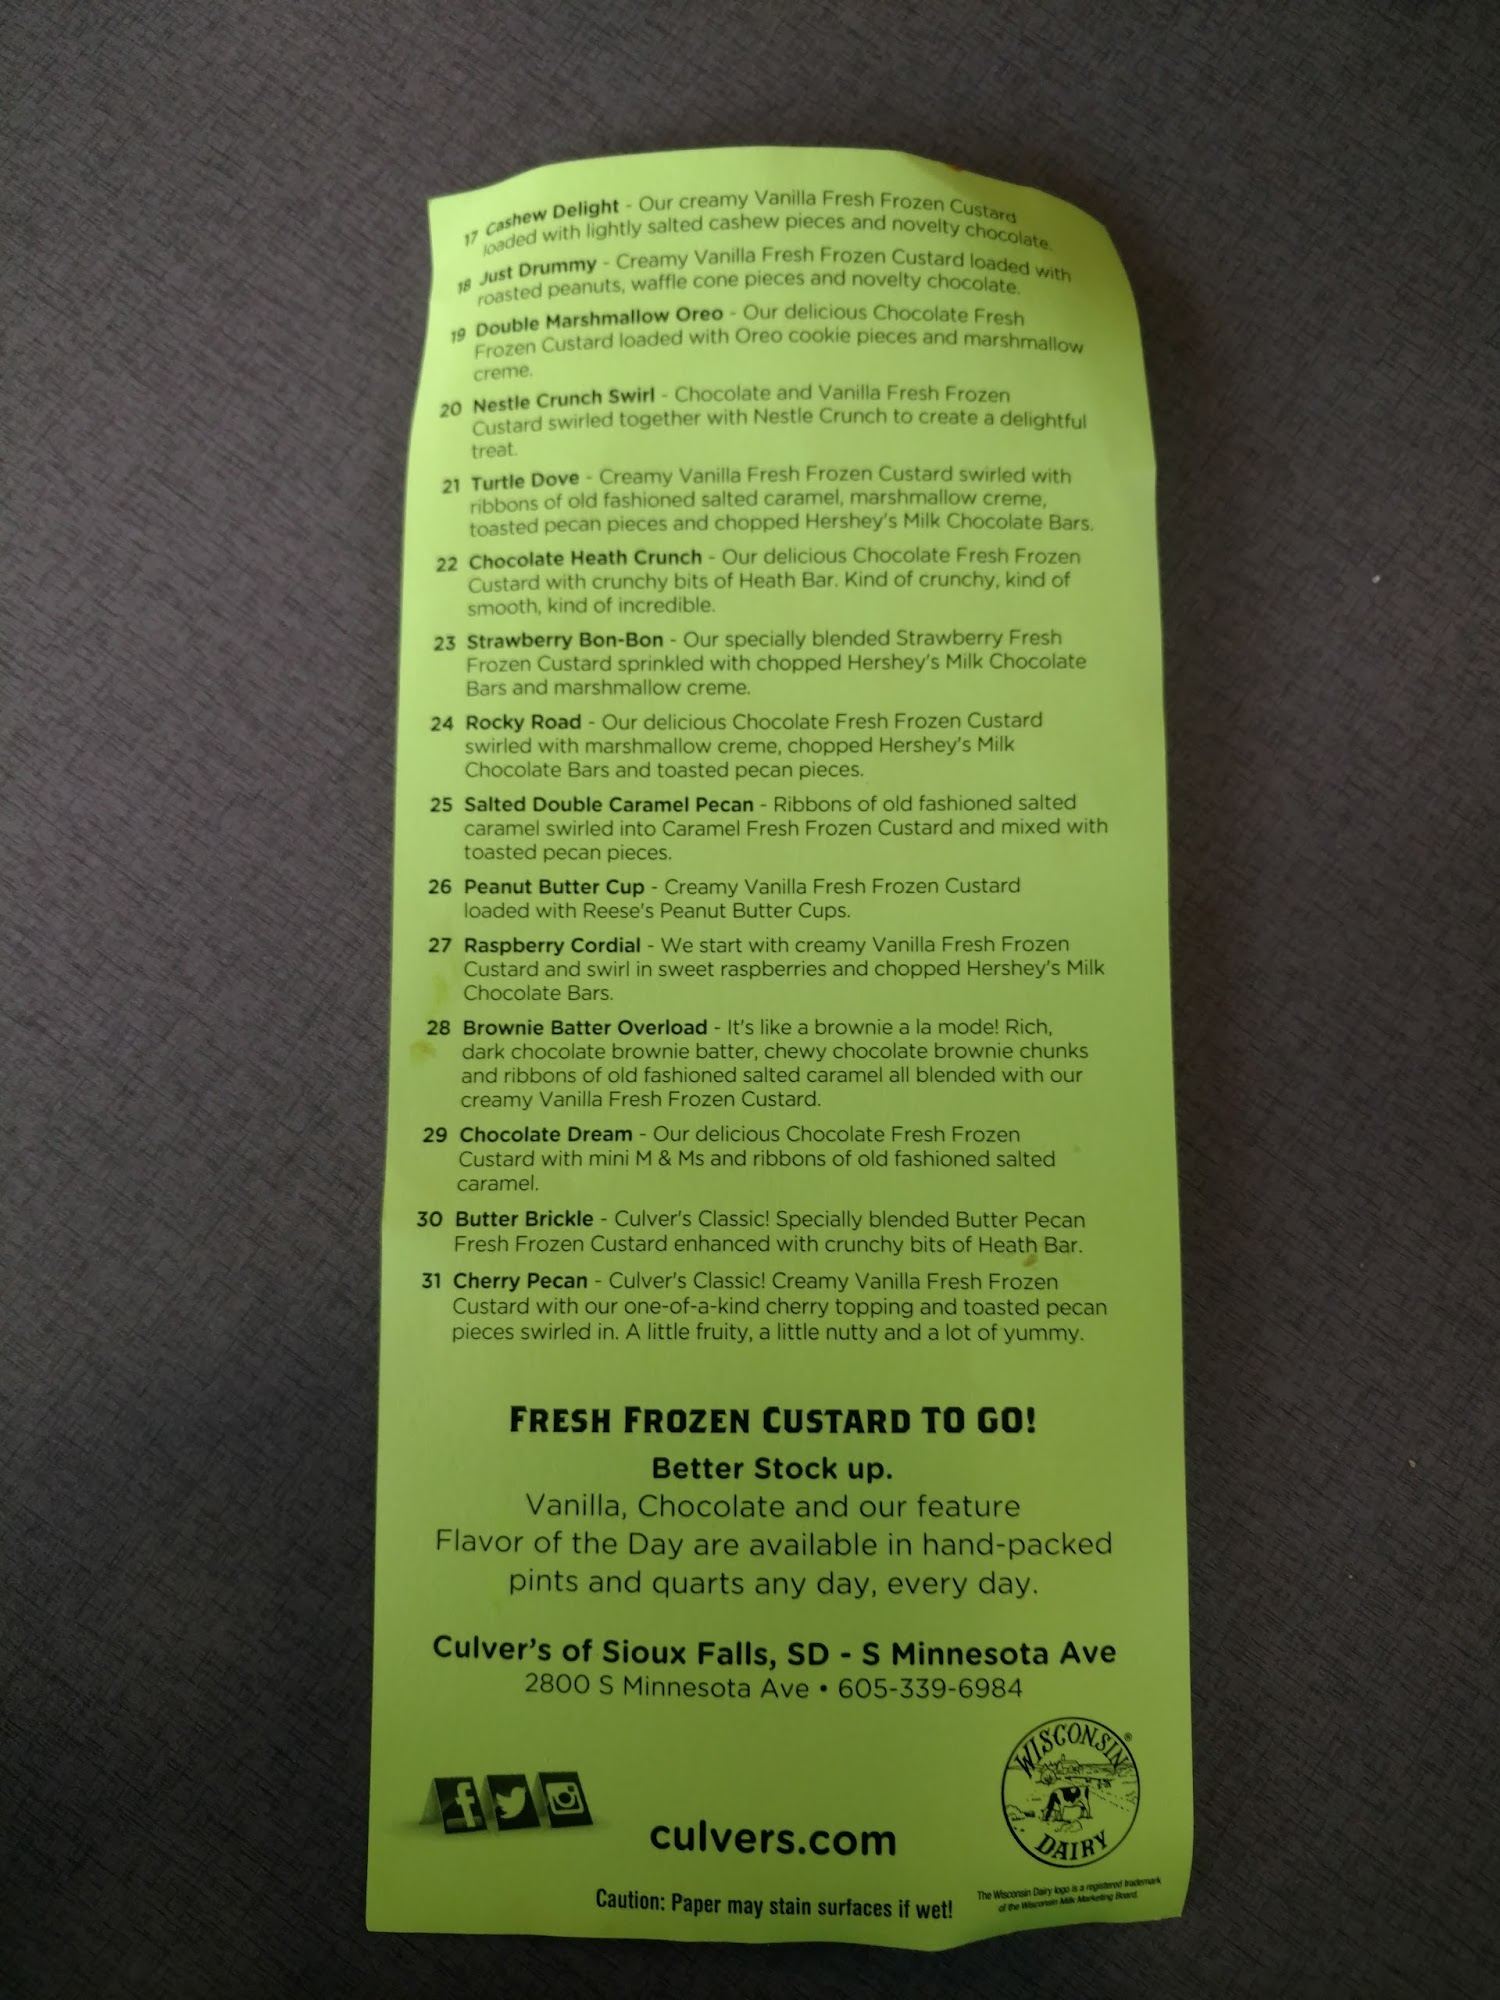 17 Cashew Delight - Our creamy Vanilla Fresh Frozen Custard
loaded with lightly salted cashew pieces and novelty chocolate.
18 Just Drummy - Creamy Vanilla Fresh Frozen Custard loaded with
roasted peanuts, waffle cone pieces and novelty chocolate.
19 Double Marshmallow Oreo - Our delicious Chocolate Fresh
Frozen Custard loaded with Oreo cookie pieces and marshmallow
creme.
20 Nestle Crunch Swirl - Chocolate and Vanilla Fresh Frozen
Custard swirled together with Nestle Crunch to create a delightful
treat.
21 Turtle Dove - Creamy Vanilla Fresh Frozen Custard swirled with
ribbons of old fashioned salted caramel, marshmallow creme,
toasted pecan pieces and chopped Hershey's Milk Chocolate Bars.
22 Chocolate Heath Crunch - Our delicious Chocolate Fresh Frozen
Custard with crunchy bits of Heath Bar. Kind of crunchy, kind of
smooth, kind of incredible.
23 Strawberry Bon-Bon - Our specially blended Strawberry Fresh
Frozen Custard sprinkled with chopped Hershey's Milk Chocolate
Bars and marshmallow creme.
24 Rocky Road - Our delicious Chocolate Fresh Frozen Custard
swirled with marshmallow creme, chopped Hershey's Milk
Chocolate Bars and toasted pecan pieces.
25 Salted Double Caramel Pecan - Ribbons of old fashioned salted
caramel swirled into Caramel Fresh Frozen Custard and mixed with
toasted pecan pieces.
26 Peanut Butter Cup - Creamy Vanilla Fresh Frozen Custard
loaded with Reese's Peanut Butter Cups.
27 Raspberry Cordial - We start with creamy Vanilla Fresh Frozen
Custard and swirl in sweet raspberries and chopped Hershey's Milk
Chocolate Bars.
28 Brownie Batter Overload - It's like a brownie a la mode! Rich,
dark chocolate brownie batter, chewy chocolate brownie chunks
and ribbons of old fashioned salted caramel all blended with our
creamy Vanilla Fresh Frozen Custard.
29 Chocolate Dream - Our delicious Chocolate Fresh Frozen
Custard with mini M & Ms and ribbons of old fashioned salted
caramel.
30 Butter Brickle - Culver's Classic! Specially blended Butter Pecan
Fresh Frozen Custard enhanced with crunchy bits of Heath Bar.
31 Cherry Pecan - Culver's Classic! Creamy Vanilla Fresh Frozen
Custard with our one-of-a-kind cherry topping and toasted pecan
pieces swirled in. A little fruity, a little nutty and a lot of yummy.
FRESH FROZEN CUSTARD TO GO!
Better Stock up.
Vanilla, Chocolate and our feature
Flavor of the Day are available in hand-packed
pints and quarts any day, every day.
Culver's of Sioux Falls, SD - S Minnesota Ave
2800 S Minnesota Ave • 605-339-6984
WISCONSIN®
DAIRY
culvers.com
Caution: Paper may stain surfaces if wet!
The Wisconsin Dairy logo is a registered trademark
of the Wisconsin Milk Marketing Board.